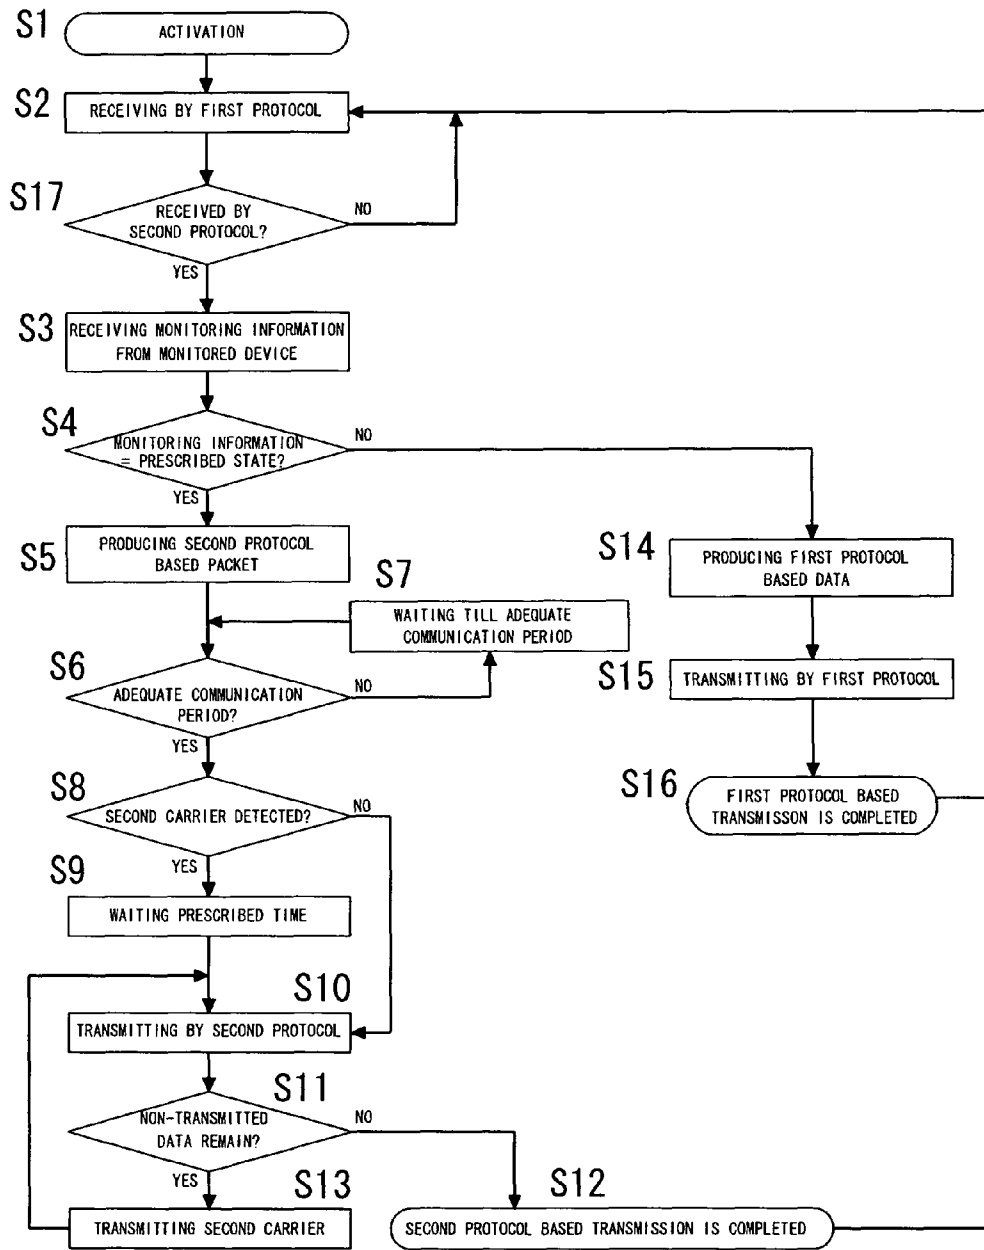 S1
ACTIVATION
S2
RECEIVING BY FIRST PROTOCOL
S17
RECEIVED BY
SECOND PROTOCOL?
NO
YES
S3
RECEIVING MONITORING INFORMATION
FROM MONITORED DEVICE
S4
MONITORING INFORMATION
= PRESCRIBED STATE?
NO
YES
S5
PRODUCING SECOND PROTOCOL
BASED PACKET
S7
WAITING TILL ADEQUATE
COMMUNICATION PERIOD
S6
ADEQUATE COMMUNICATION
PERIOD?
NO
YES
S8
SECOND CARRIER DETECTED?
NO
YES
S9
WAITING PRESCRIBED TIME
S10
TRANSMITTING BY SECOND PROTOCOL
S11
NON-TRANSMITTED
DATA REMAIN?
NO
YES
S13
TRANSMITTING SECOND CARRIER
S12
SECOND PROTOCOL BASED TRANSMISSION IS COMPLETED
S14
PRODUCING FIRST PROTOCOL
BASED DATA
S15
TRANSMITTING BY FIRST PROTOCOL
S16
FIRST PROTOCOL BASED
TRANSMISSON IS COMPLETED